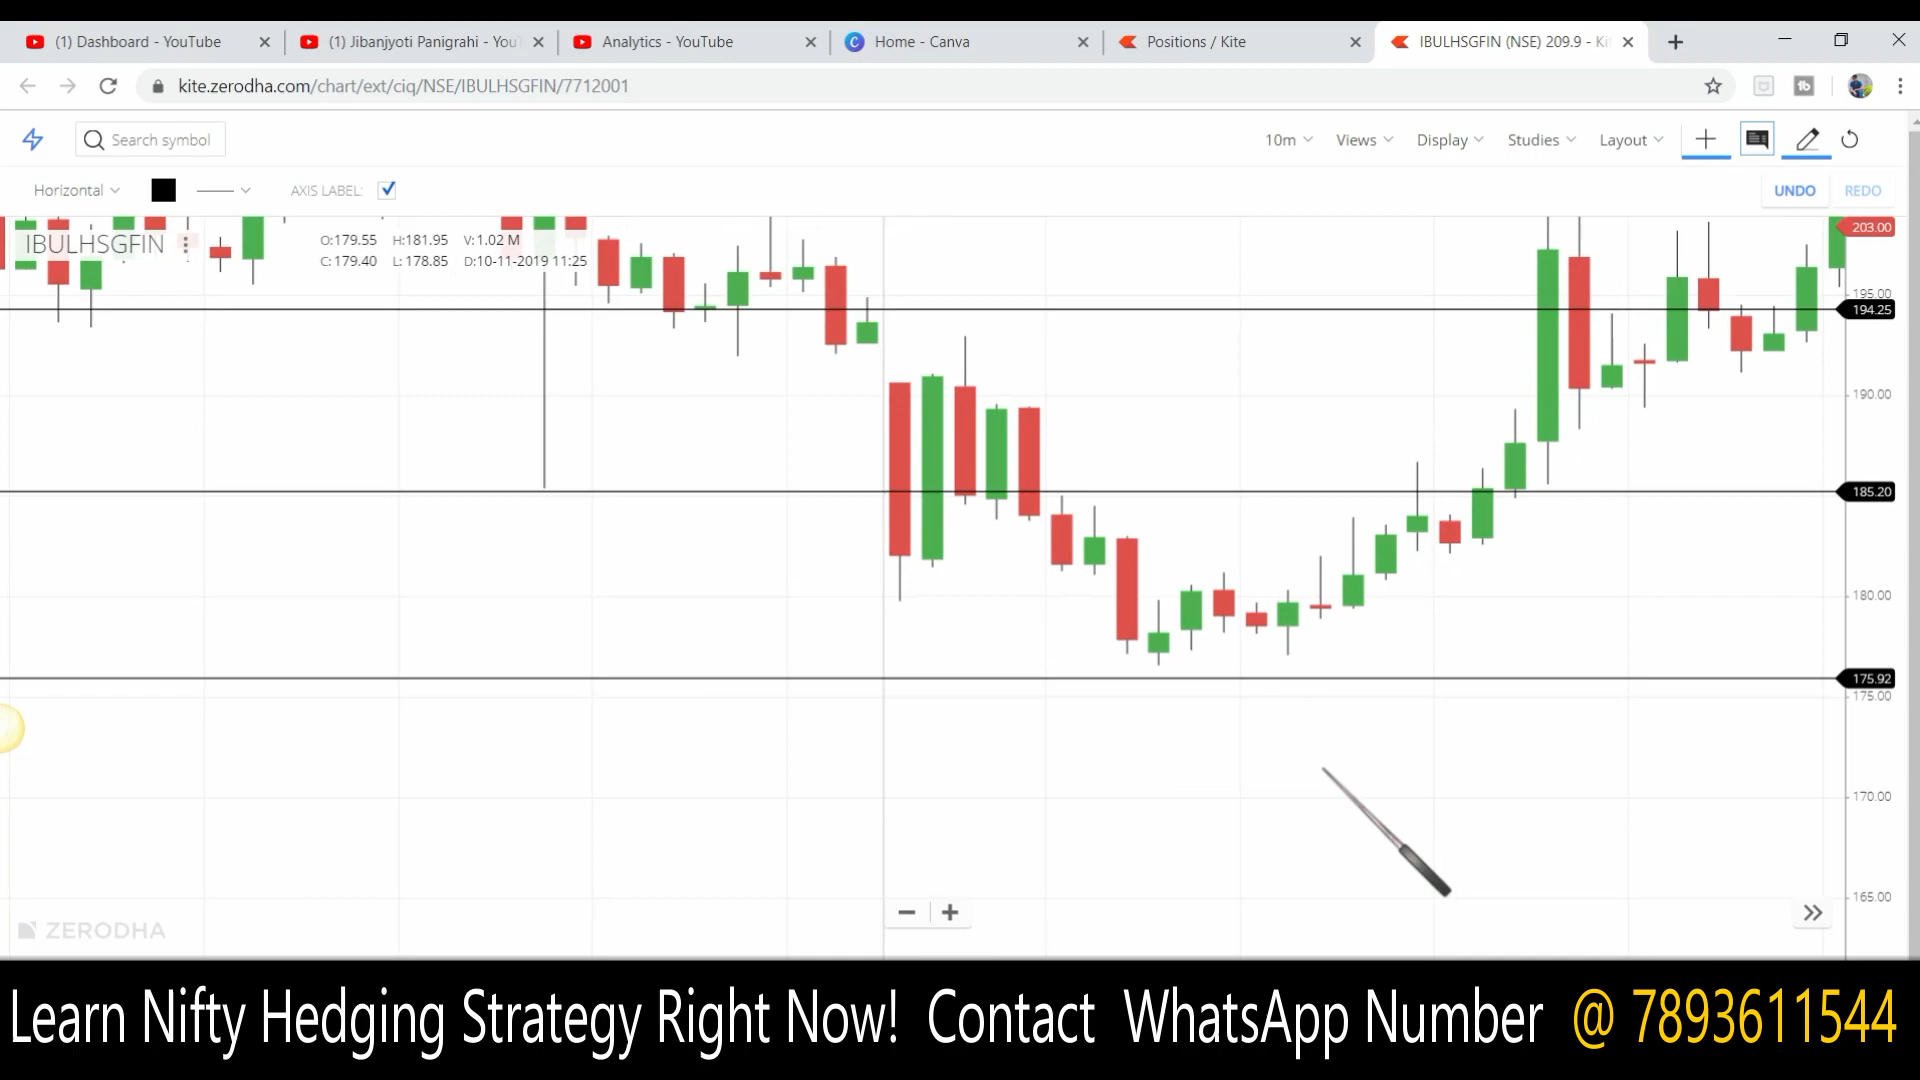 (1) Dashboard - YouTube
(1) Jibanjyoti Panigrahi - You
Analytics - YouTube
Home - Canva
Positions / Kite
IBULHSGFIN (NSE) 209.9 - Ki
kite.zerodha.com/chart/ext/ciq/NSE/IBULHSGFIN/7712001
Search symbol
10m
Views
Display
Studies
Layout
Horizontal
AXIS LABEL:
UNDO
REDO
IBULHSGFIN
O:179.55 H:181.95 V:1.02 M
C:179.40 L:178.85 D:10-11-2019 11:25
203.00
195.00
194.25
190.00
185.20
180.00
175.92
175.00
170.00
165.00
ZERODHA
Learn Nifty Hedging Strategy Right Now! Contact WhatsApp Number @ 7893611544